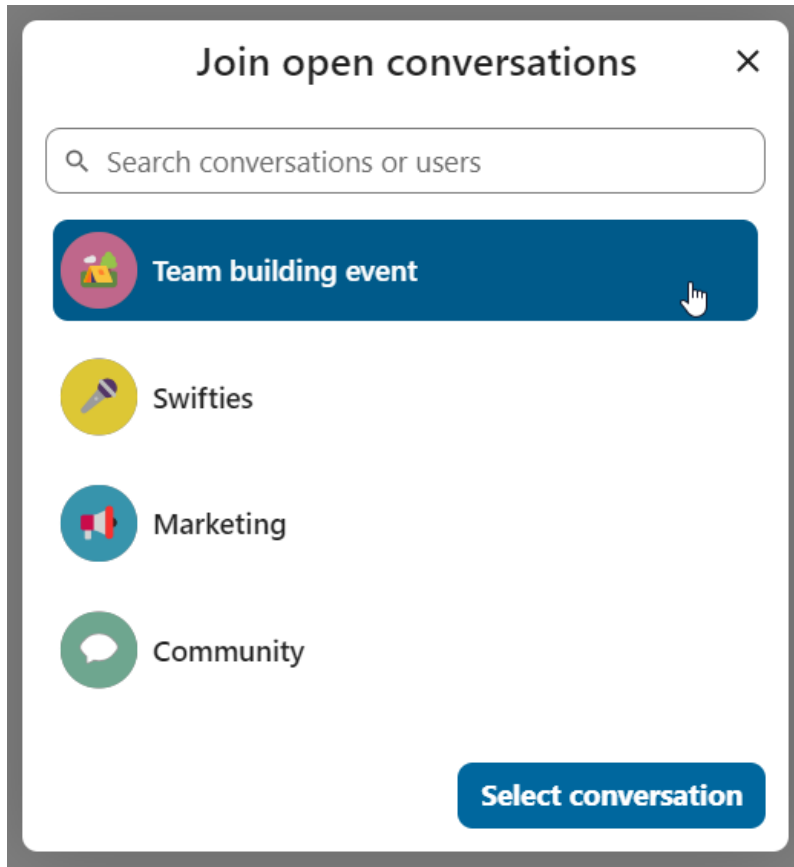 Join open conversations
Search conversations or users
Team building event
Swifties
Marketing
Community
Select conversation